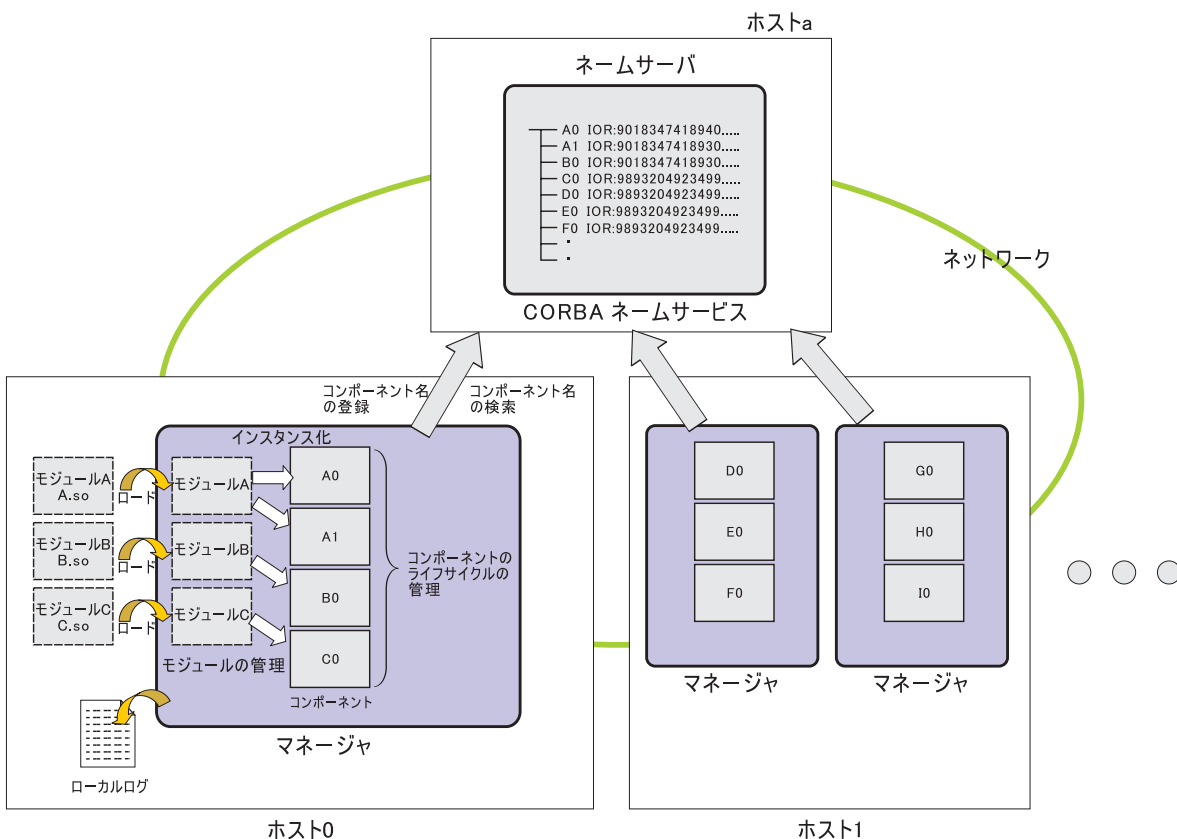 ホストa
ネームサーバ
A0 IOR:9018347418940.....
A1 IOR:9018347418930.....
B0 IOR:9018347418930.....
C0 IOR:9893204923499.....
D0 IOR:9893204923499.....
E0 IOR:9893204923499.....
F0 IOR:9893204923499.....
・
・
CORBA ネームサービス
ネットワーク
コンポーネント名
の登録
コンポーネント名
の検索
インスタンス化
モジュールA
A.so
ロード
モジュールA
A0
モジュールB
B.so
ロード
モジュールB
A1
モジュールC
C.so
ロード
モジュールC
B0
C0
コンポーネントの
ライフサイクルの
管理
モジュールの管理
コンポーネント
マネージャ
ローカルログ
ホスト0
D0
E0
F0
マネージャ
G0
H0
I0
マネージャ
ホスト1